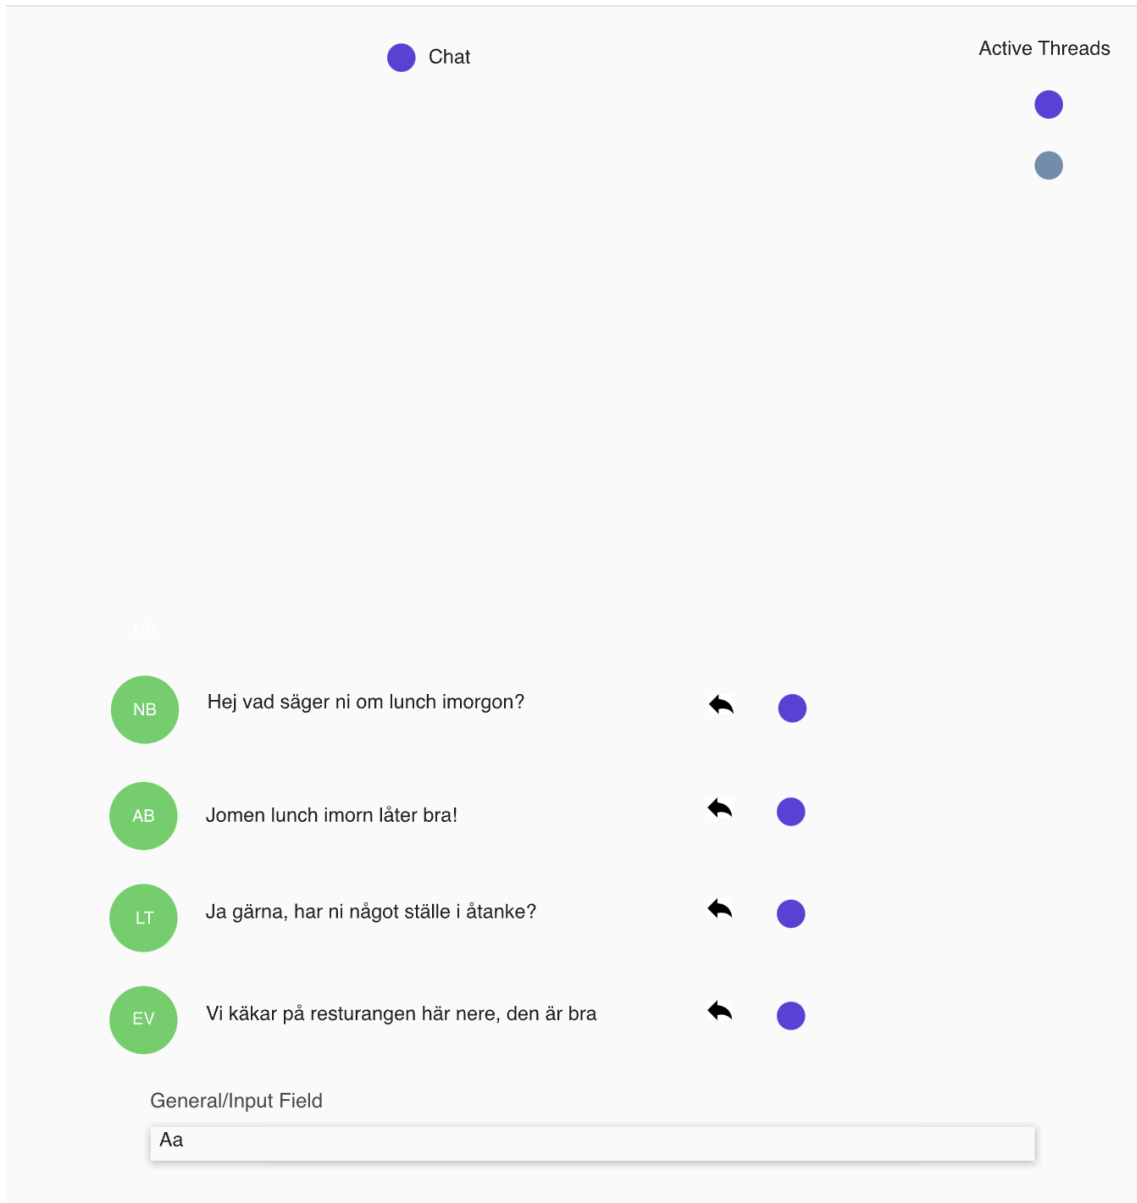 Chat
Active Threads
NB
NB
Hej vad säger ni om lunch imorgon?
AB
Jomen lunch imorn låter bra!
LT
Ja gärna, har ni något ställe i åtanke?
EV
Vi käkar på resturangen här nere, den är bra
General/Input Field
Aa